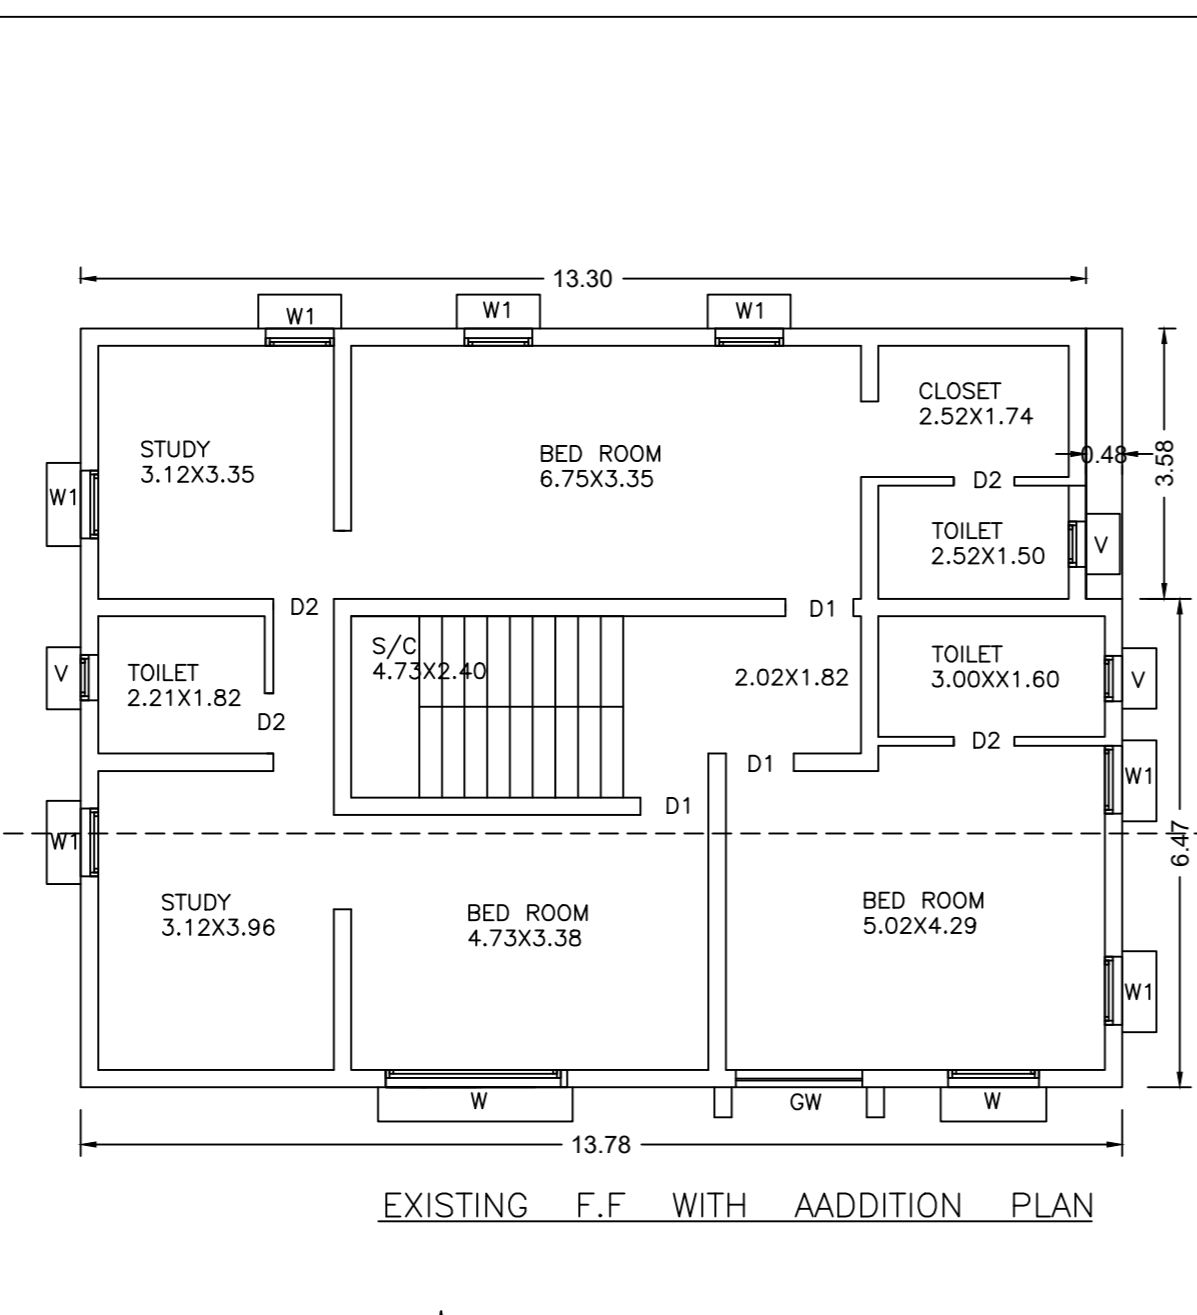 13.30
W1
W1
W1
CLOSET
2.52X1.74
STUDY
3.12X3.35
BED ROOM
6.75X3.35
0.48
3.58
W1
D2
TOILET
2.52X1.50
V
D2
D1
S/C
4.73X2.40
TOILET
3.00XX1.60
V
TOILET
2.21X1.82
2.02X1.82
V
D2
D2
D1
W1
D1
W1
6.47
STUDY
3.12X3.96
BED ROOM
4.73X3.38
BED ROOM
5.02X4.29
W1
W
GW
W
13.78
EXISTING F.F WITH AADDITION PLAN